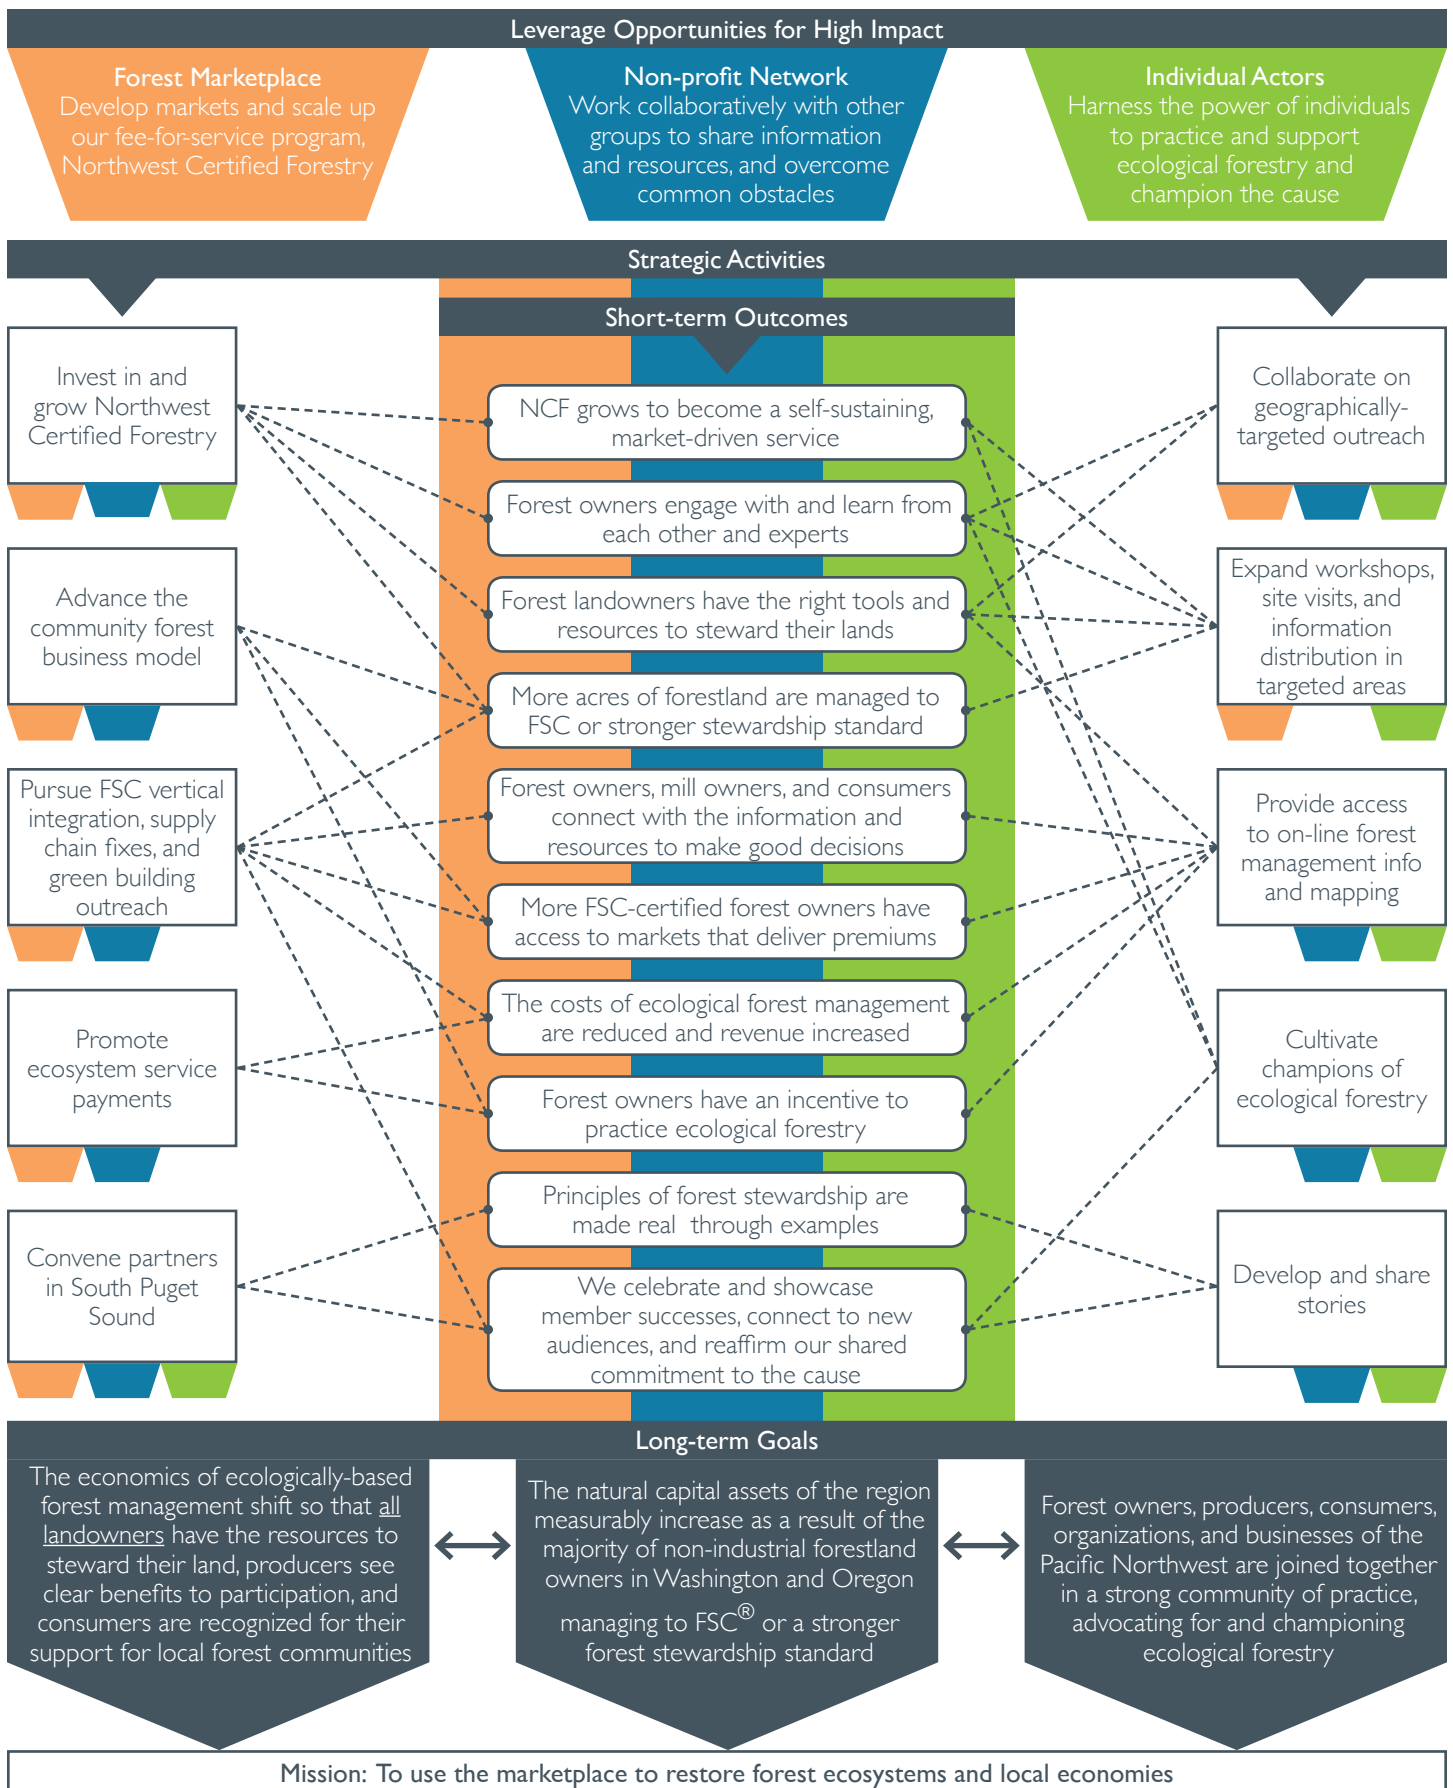 Leverage Opportunities for High Impact
Forest Marketplace
Develop markets and scale up
our fee-for-service program,
Northwest Certified Forestry
Non-profit Network
Work collaboratively with other
groups to share information
and resources, and overcome
common obstacles
Individual Actors
Harness the power of individuals
to practice and support
ecological forestry and
champion the cause
Strategic Activities
Short-term Outcomes
Invest in and
grow Northwest
Certified Forestry
Advance the
community forest
business model
Pursue FSC vertical
integration, supply
chain fixes, and
green building
outreach
Promote
ecosystem service
payments
Convene partners
in South Puget
Sound
NCF grows to become a self-sustaining,
market-driven service
Forest owners engage with and learn from
each other and experts
Forest landowners have the right tools and
resources to steward their lands
More acres of forestland are managed to
FSC or stronger stewardship standard
Forest owners, mill owners, and consumers
connect with the information and
resources to make good decisions
More FSC-certified forest owners have
access to markets that deliver premiums
The costs of ecological forest management
are reduced and revenue increased
Forest owners have an incentive to
practice ecological forestry
Principles of forest stewardship are
made real through examples
We celebrate and showcase
member successes, connect to new
audiences, and reaffirm our shared
commitment to the cause
Collaborate on
geographically-
targeted outreach
Expand workshops,
site visits, and
information
distribution in
targeted areas
Provide access
to on-line forest
management info
and mapping
Cultivate
champions of
ecological forestry
Develop and share
stories
Long-term Goals
The economics of ecologically-based
forest management shift so that all
landowners have the resources to
steward their land, producers see
clear benefits to participation, and
consumers are recognized for their
support for local forest communities
The natural capital assets of the region
measurably increase as a result of the
majority of non-industrial forestland
owners in Washington and Oregon
managing to FSC® or a stronger
forest stewardship standard
Forest owners, producers, consumers,
organizations, and businesses of the
Pacific Northwest are joined together
in a strong community of practice,
advocating for and championing
ecological forestry
Mission: To use the marketplace to restore forest ecosystems and local economies